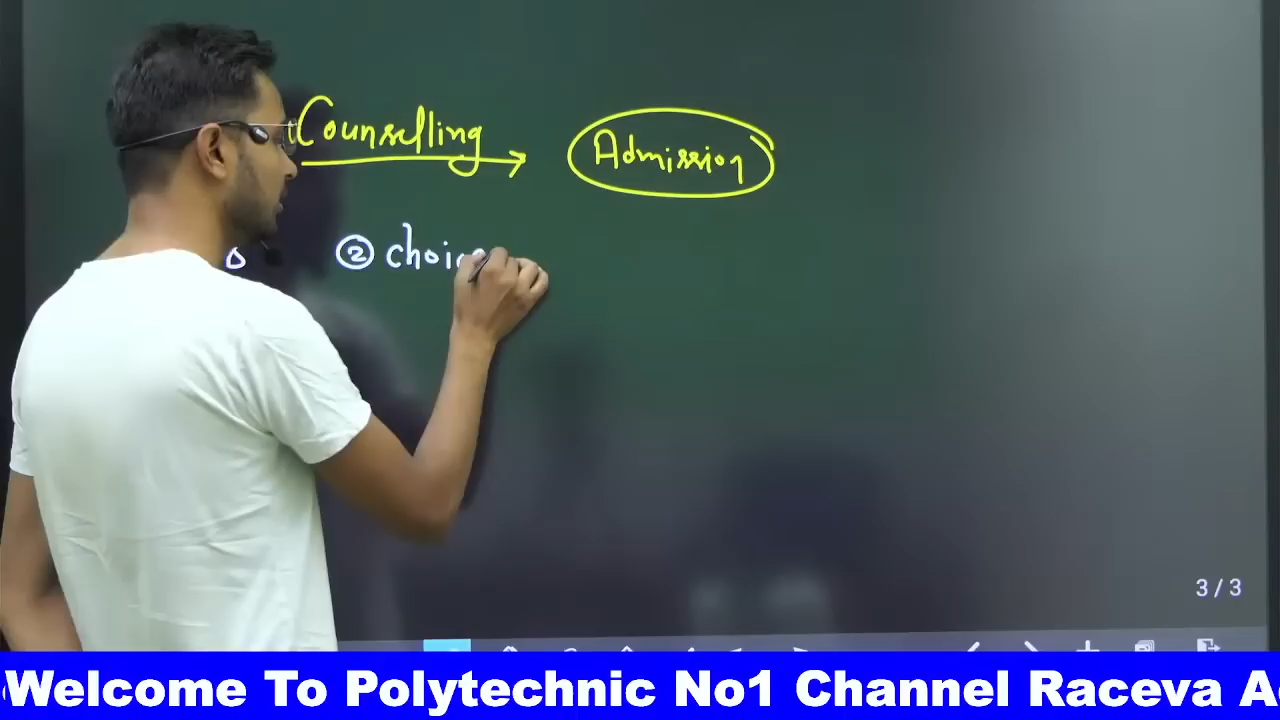 Counselling → Admission
② choic
3 / 3
Welcome To Polytechnic No1 Channel Raceva A